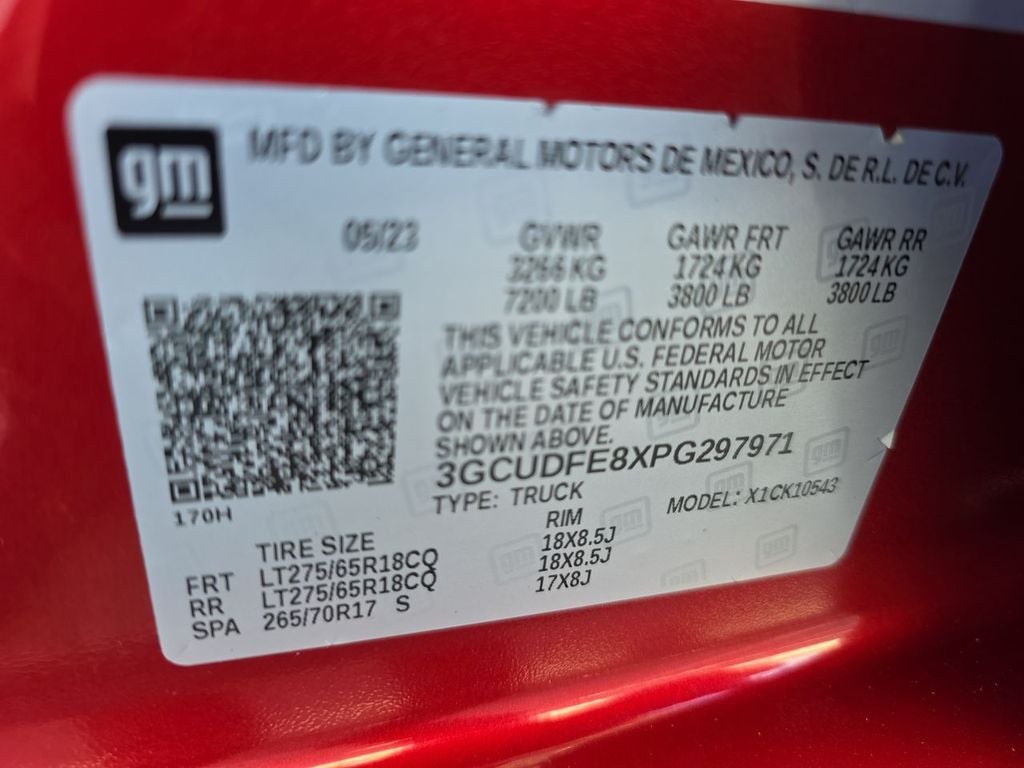 gm
MFD BY GENERAL MOTORS DE MEXICO, S. DE R.L. DE C.V.
05/23 GVWR GAWR FRT GAWR RR
3266 KG 1724 KG 1724 KG
7200 LB 3800 LB 3800 LB
THIS VEHICLE CONFORMS TO ALL
APPLICABLE U.S. FEDERAL MOTOR
VEHICLE SAFETY STANDARDS IN EFFECT
ON THE DATE OF MANUFACTURE
SHOWN ABOVE.
3GCUDFE8XPG297971
TYPE: TRUCK MODEL: X1CK10543
170H
TIRE SIZE RIM
FRT LT275/65R18CQ 18X8.5J
RR LT275/65R18CQ 18X8.5J
SPA 265/70R17 S 17X8J